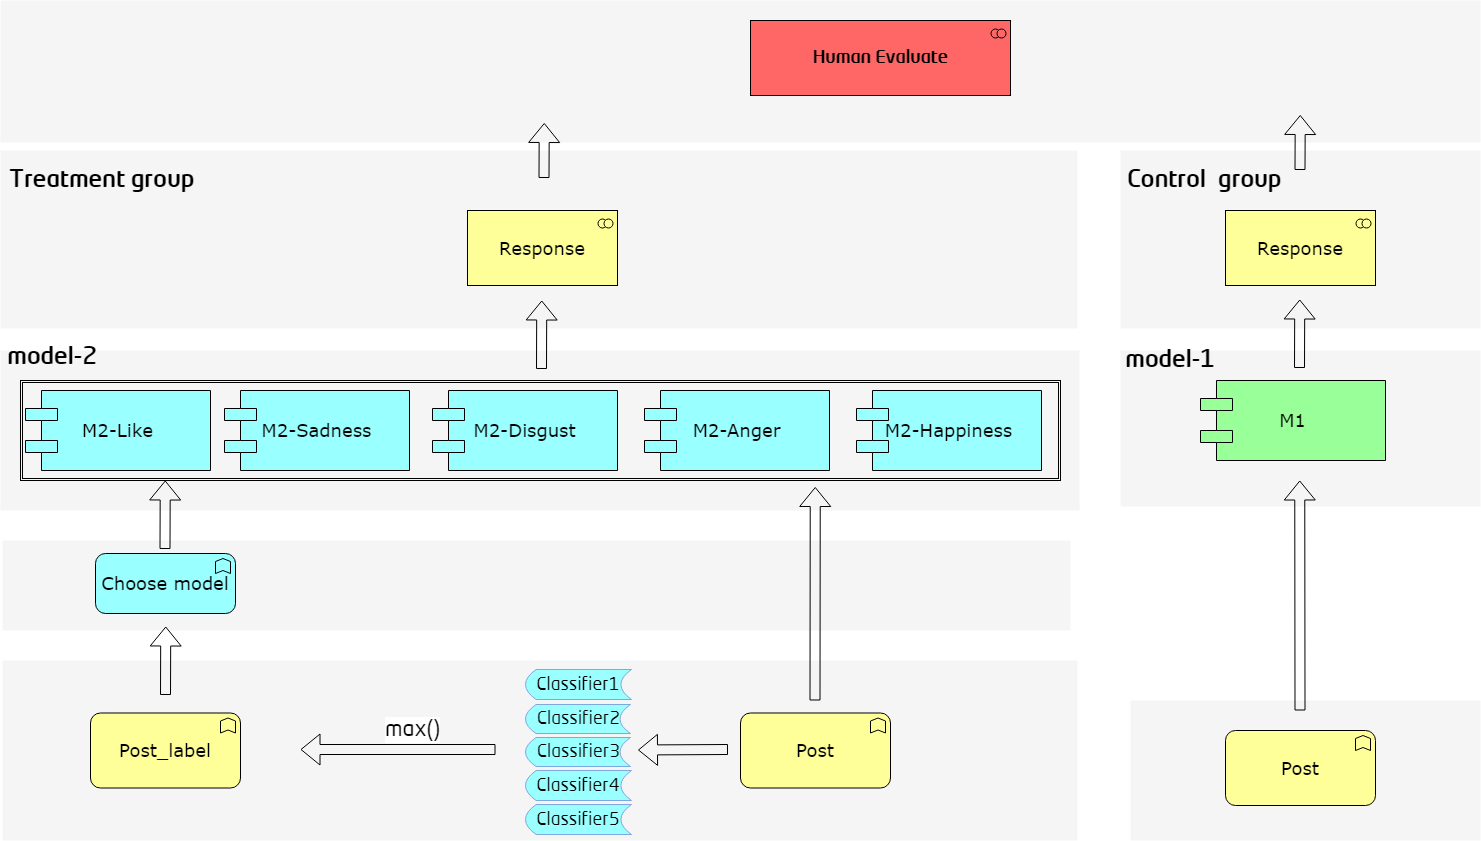 Human Evaluate
Treatment group
Control group
Response
Response
model-2
model-1
M2-Like
M2-Sadness
M2-Disgust
M2-Anger
M2-Happiness
M1
Choose model
Classifier1
Classifier2
Classifier3
Classifier4
Classifier5
max()
Post_label
Post
Post